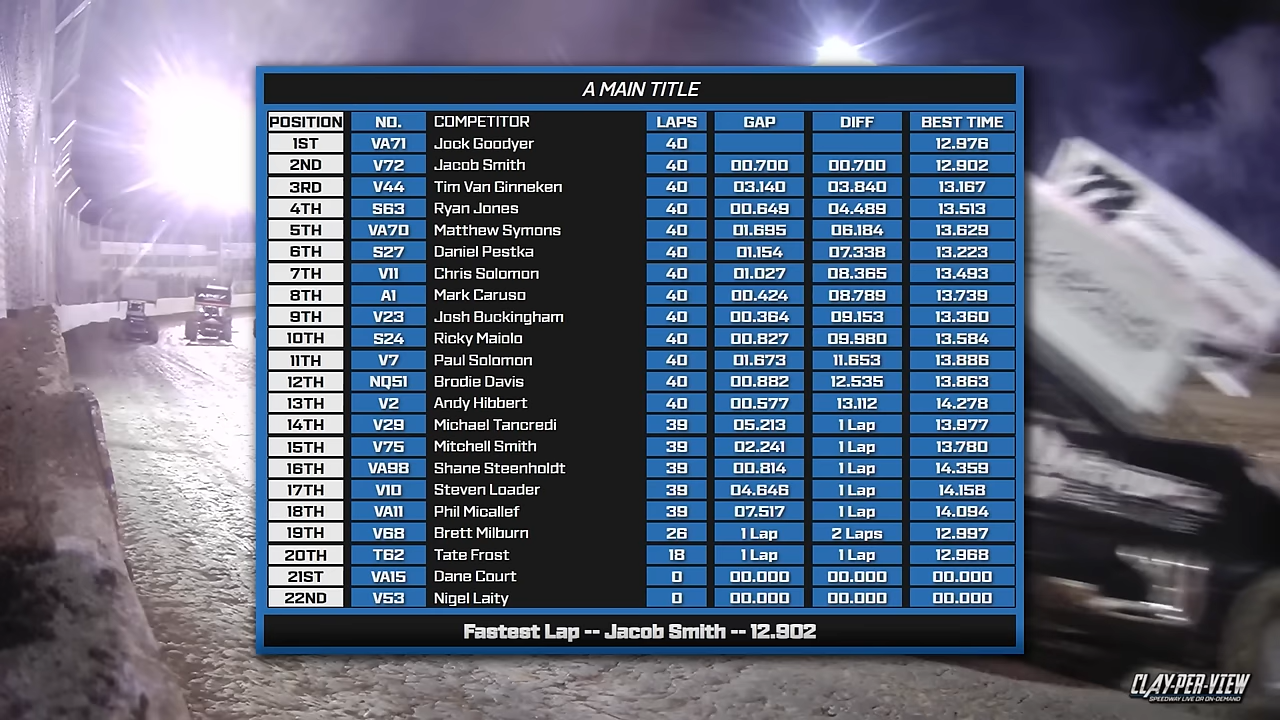 A MAIN TITLE
POSITION NO. COMPETITOR LAPS GAP DIFF BEST TIME
1ST VA71 Jock Goodyer 40 12.976
2ND V72 Jacob Smith 40 00.700 00.700 12.902
3RD V44 Tim Van Ginneken 40 03.140 03.840 13.167
4TH S63 Ryan Jones 40 00.649 04.489 13.513
5TH VA70 Matthew Symons 40 01.695 06.184 13.629
6TH S27 Daniel Pestka 40 01.154 07.338 13.223
7TH V11 Chris Solomon 40 01.027 08.365 13.493
8TH A1 Mark Caruso 40 00.424 08.789 13.739
9TH V23 Josh Buckingham 40 00.364 09.153 13.360
10TH S24 Ricky Maiolo 40 00.827 09.980 13.584
11TH V7 Paul Solomon 40 01.673 11.653 13.886
12TH NQ51 Brodie Davis 40 00.882 12.535 13.863
13TH V2 Andy Hibbert 40 00.577 13.112 14.278
14TH V29 Michael Tancredi 39 05.213 1 Lap 13.977
15TH V75 Mitchell Smith 39 02.241 1 Lap 13.780
16TH VA98 Shane Steenholdt 39 00.814 1 Lap 14.359
17TH V10 Steven Loader 39 04.646 1 Lap 14.158
18TH VA11 Phil Micallef 39 07.517 1 Lap 14.094
19TH V68 Brett Milburn 26 1 Lap 2 Laps 12.997
20TH T62 Tate Frost 18 1 Lap 1 Lap 12.968
21ST VA15 Dane Court 0 00.000 00.000 00.000
22ND V53 Nigel Laity 0 00.000 00.000 00.000
Fastest Lap -- Jacob Smith -- 12.902
CLAY-PER-VIEW
SPEEDWAY LIVE OR ON-DEMAND